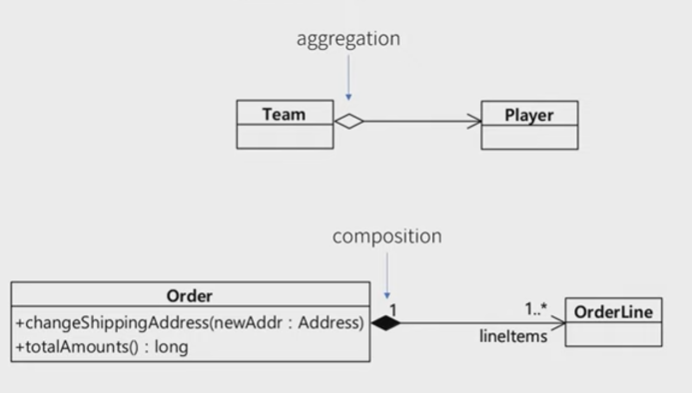 aggregation
Team
Player
composition
Order
+changeShippingAddress(newAddr : Address)
+totalAmounts() : long
1
1..*
lineItems
OrderLine